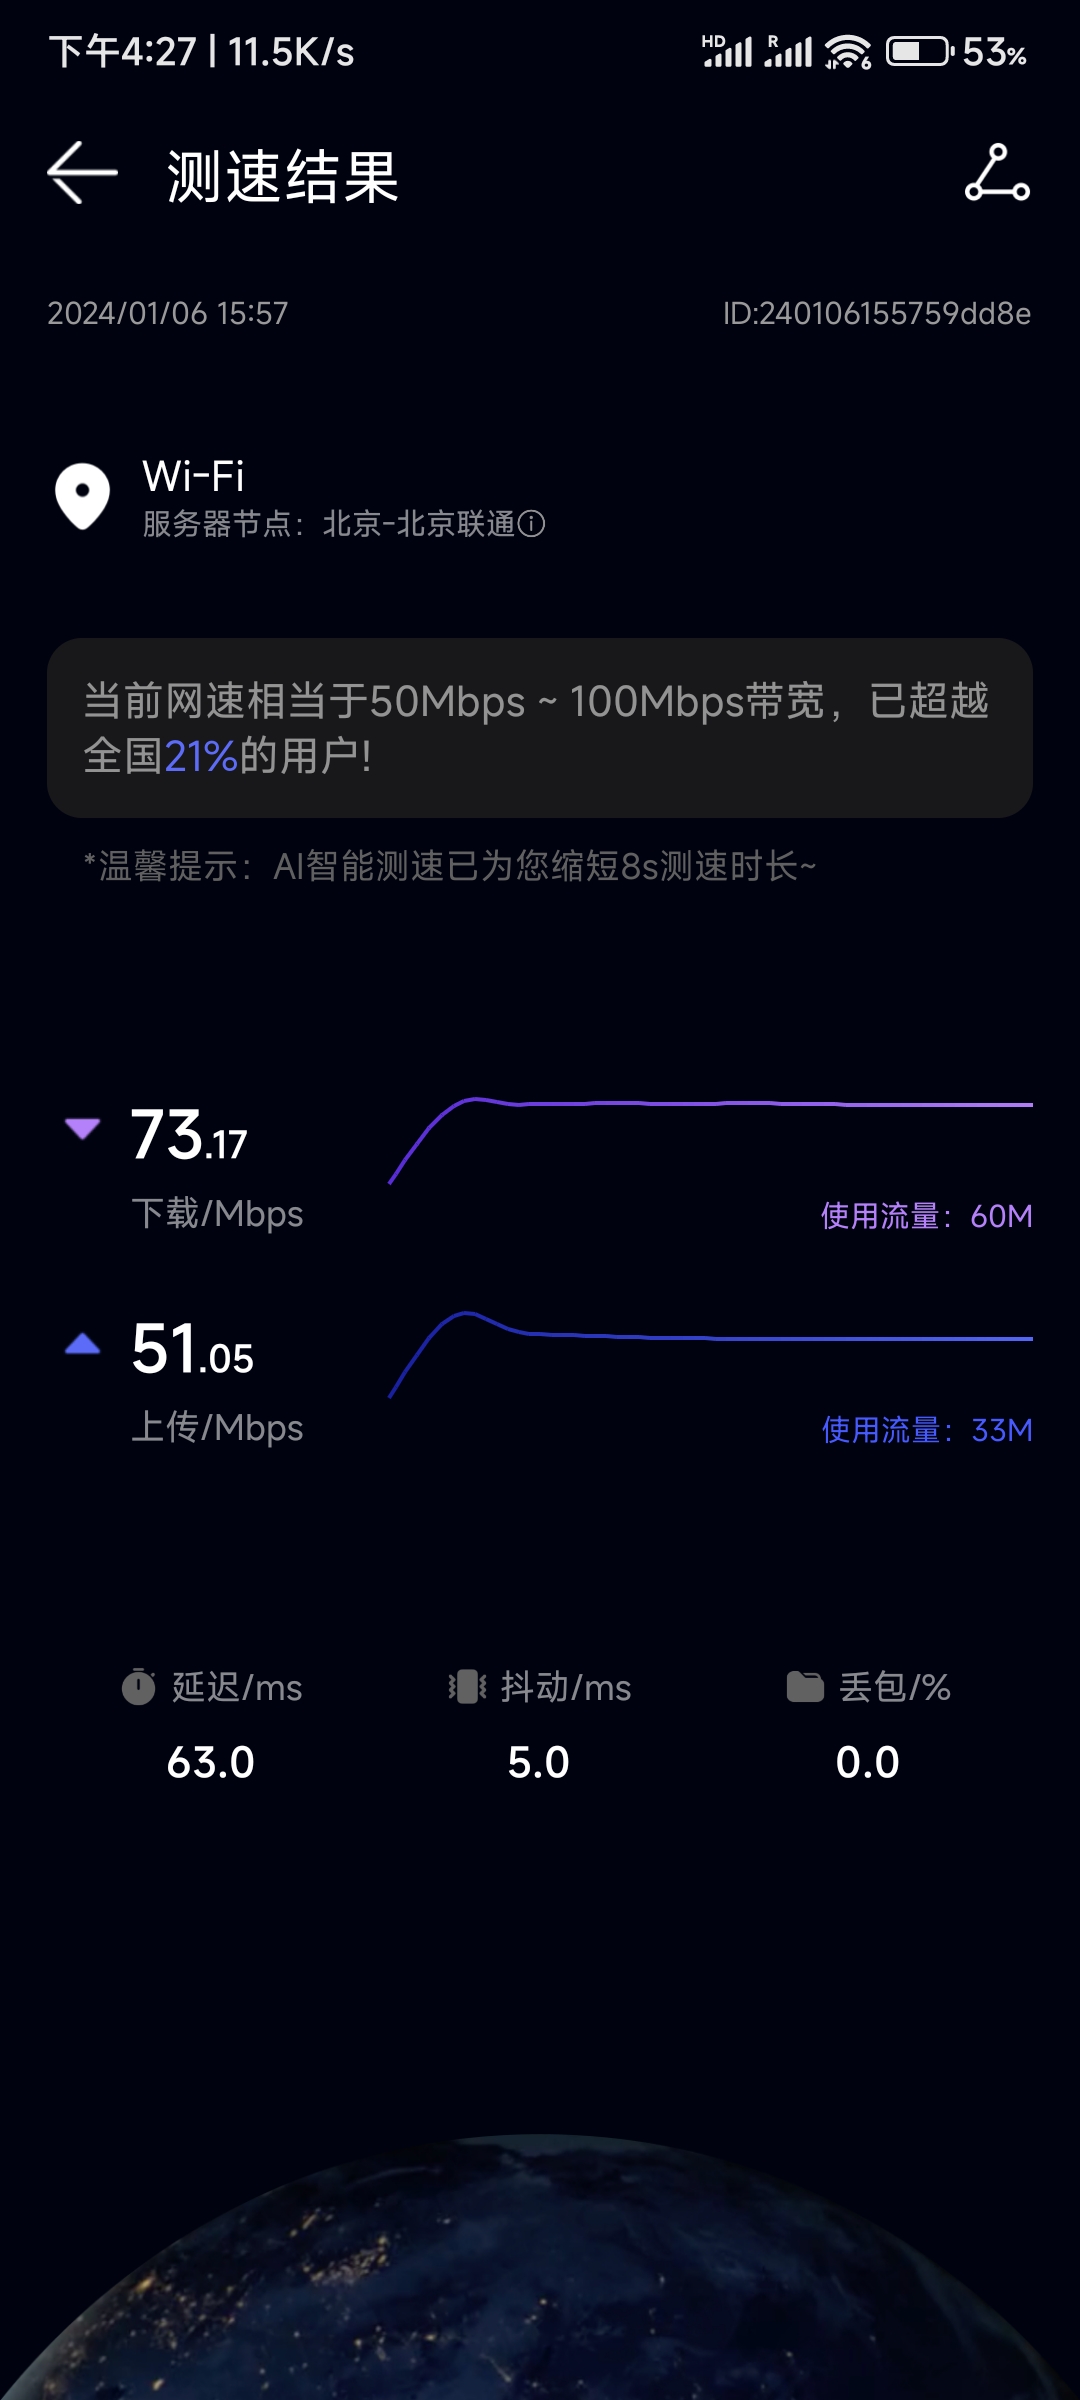 下午4:27 | 11.5K/s HD R 6 53%
测速结果
2024/01/06 15:57 ID:240106155759dd8e
Wi-Fi
服务器节点：北京-北京联通
当前网速相当于50Mbps ~ 100Mbps带宽，已超越
全国21%的用户！
*温馨提示：AI智能测速已为您缩短8s测速时长~
73.17
下载/Mbps 使用流量：60M
51.05
上传/Mbps 使用流量：33M
延迟/ms 抖动/ms 丢包/%
63.0 5.0 0.0